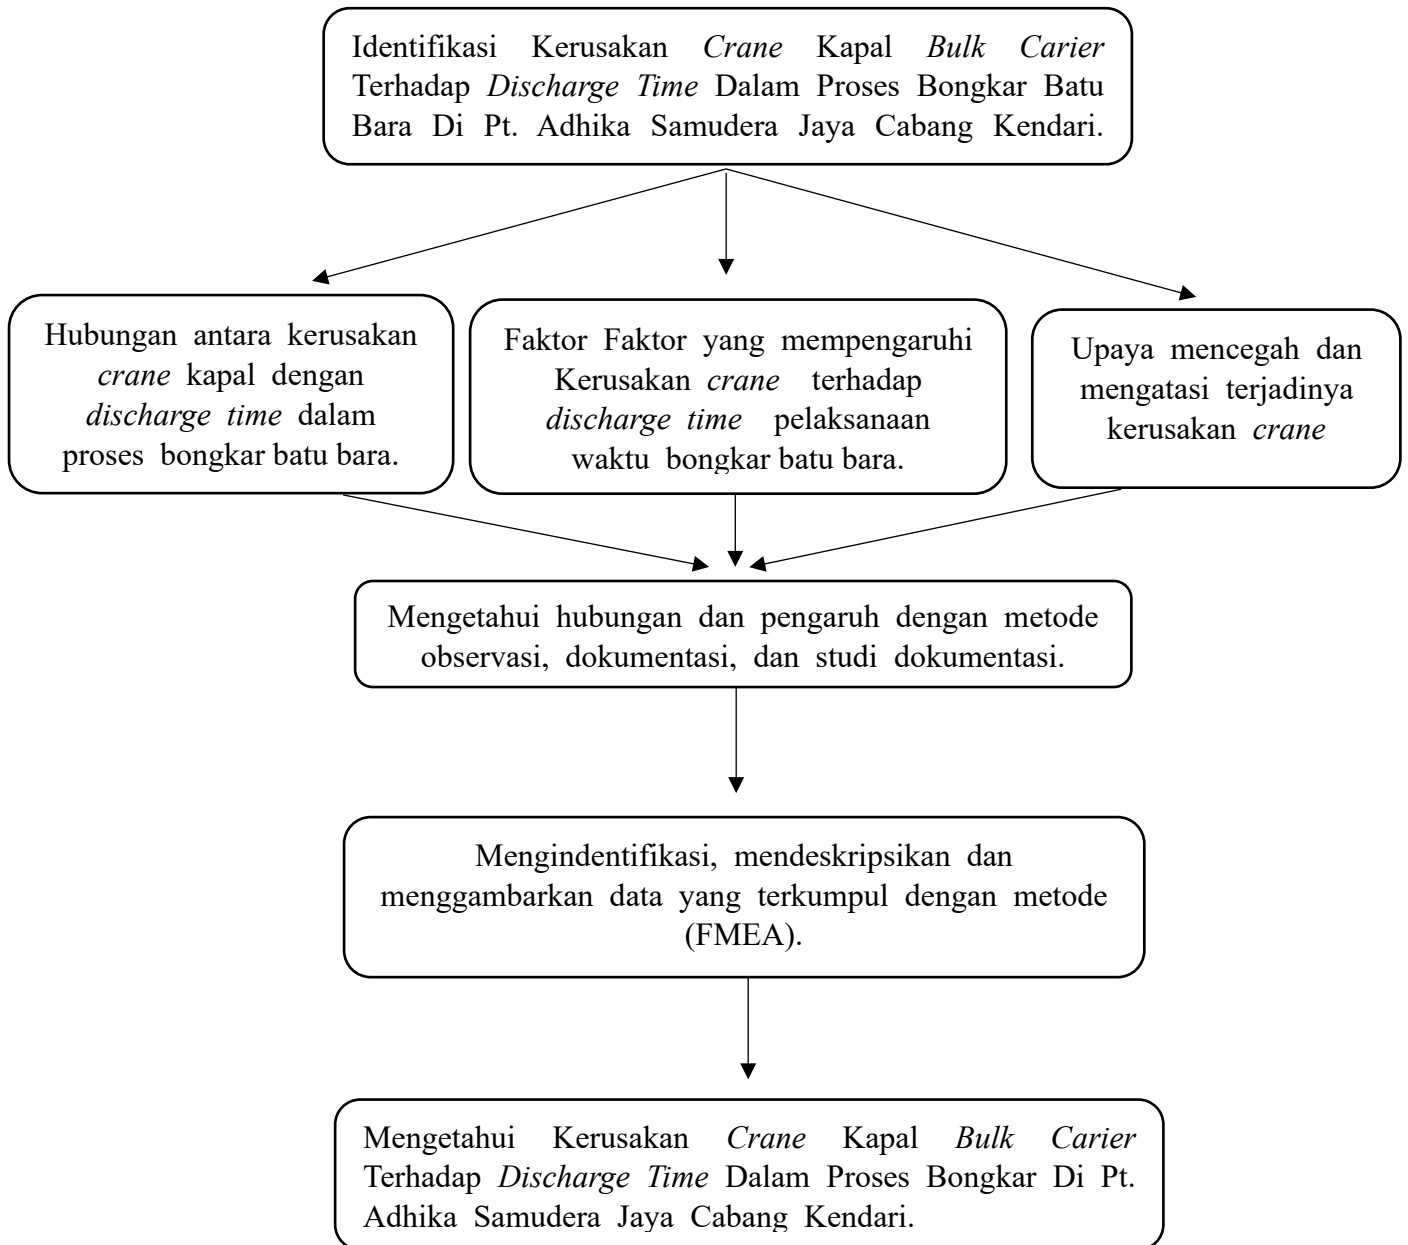 Identifikasi Kerusakan Crane Kapal Bulk Carier
Terhadap Discharge Time Dalam Proses Bongkar Batu
Bara Di Pt. Adhika Samudera Jaya Cabang Kendari.
Hubungan antara kerusakan
crane kapal dengan
discharge time dalam
proses bongkar batu bara.
Faktor Faktor yang mempengaruhi
Kerusakan crane terhadap
discharge time pelaksanaan
waktu bongkar batu bara.
Upaya mencegah dan
mengatasi terjadinya
kerusakan crane
Mengetahui hubungan dan pengaruh dengan metode
observasi, dokumentasi, dan studi dokumentasi.
Mengindentifikasi, mendeskripsikan dan
menggambarkan data yang terkumpul dengan metode
(FMEA).
Mengetahui Kerusakan Crane Kapal Bulk Carier
Terhadap Discharge Time Dalam Proses Bongkar Di Pt.
Adhika Samudera Jaya Cabang Kendari.